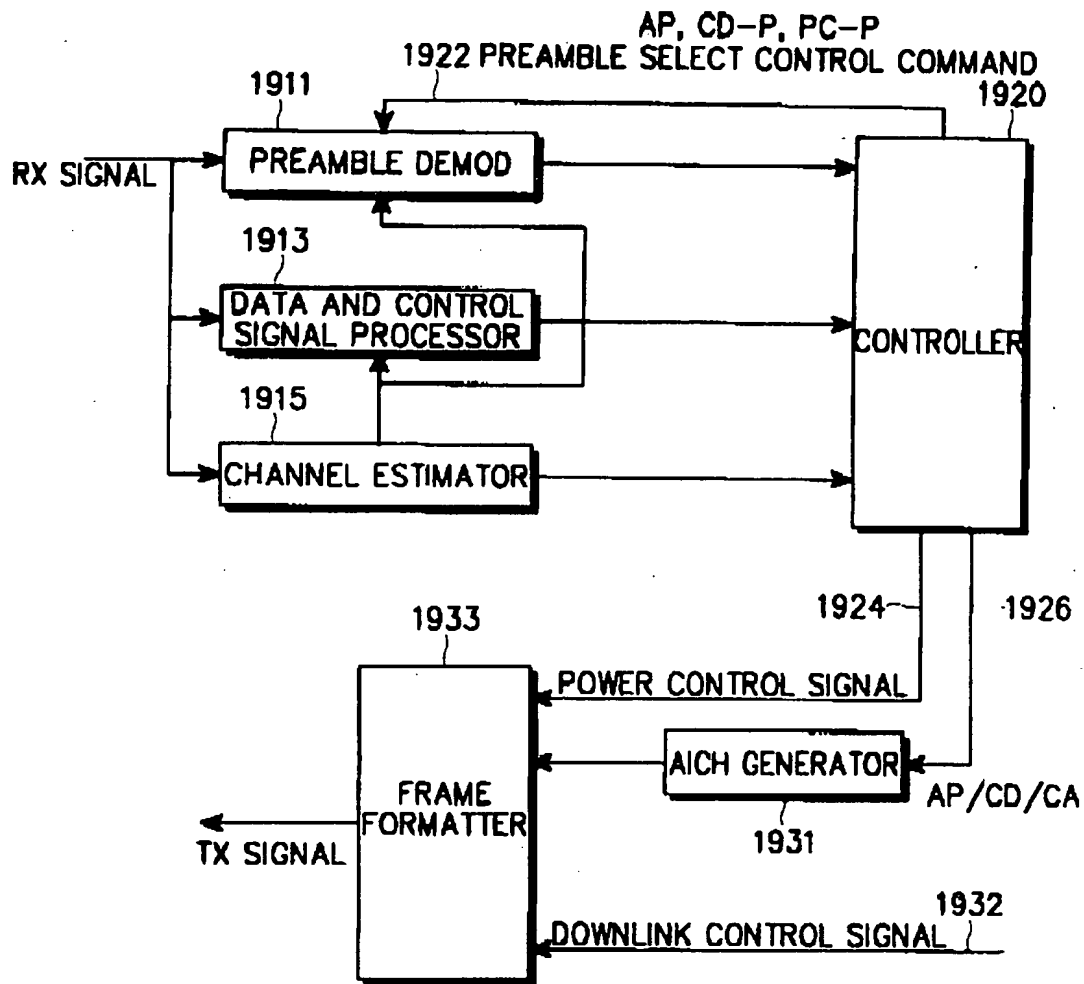 AP, CD-P, PC-P
1922 PREAMBLE SELECT CONTROL COMMAND
1911
1920
PREAMBLE DEMOD
RX SIGNAL
1913
DATA AND CONTROL
SIGNAL PROCESSOR
CONTROLLER
1915
CHANNEL ESTIMATOR
1924
1926
1933
POWER CONTROL SIGNAL
AICH GENERATOR
AP/CD/CA
FRAME
FORMATTER
1931
TX SIGNAL
1932
DOWNLINK CONTROL SIGNAL